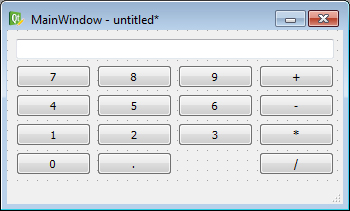 MainWindow - untitled*
7 8 9 +
4 5 6 -
1 2 3 *
0 . /